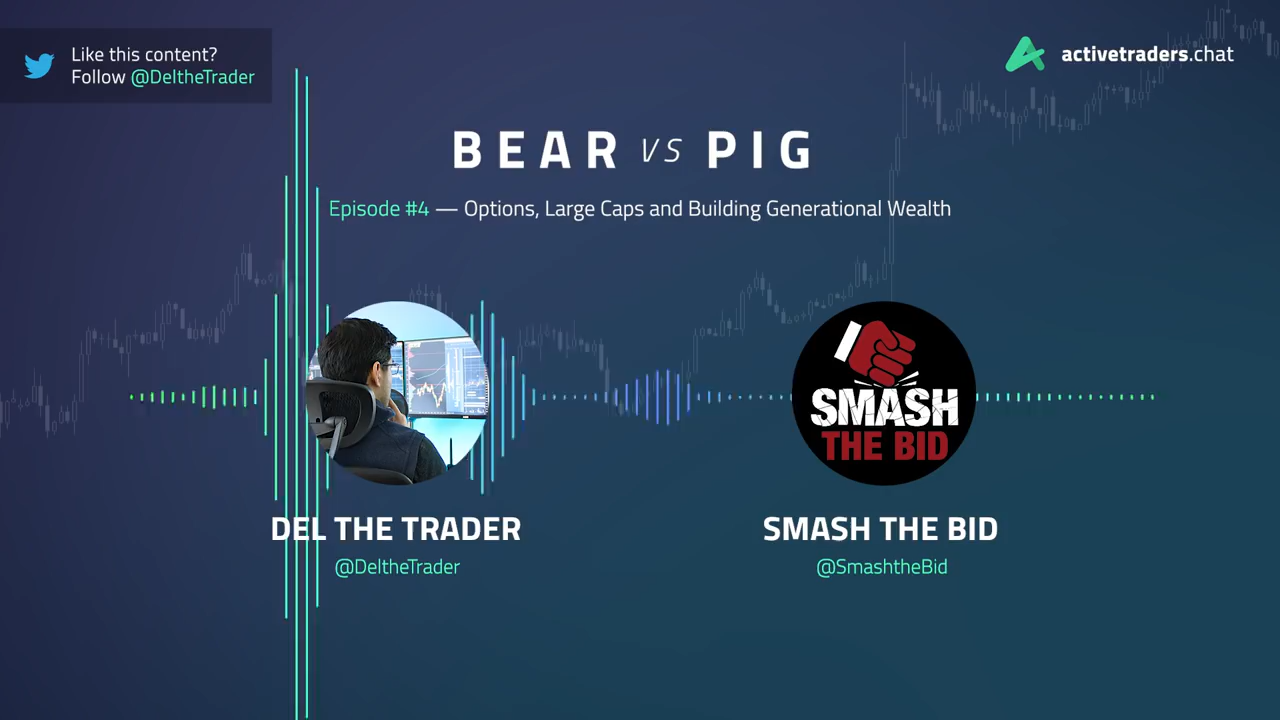 Like this content?
Follow @DeltheTrader
activetraders.chat
BEAR VS PIG
Episode #4 — Options, Large Caps and Building Generational Wealth
SMASH
THE BID
DEL THE TRADER
SMASH THE BID
@DeltheTrader
@SmashtheBid